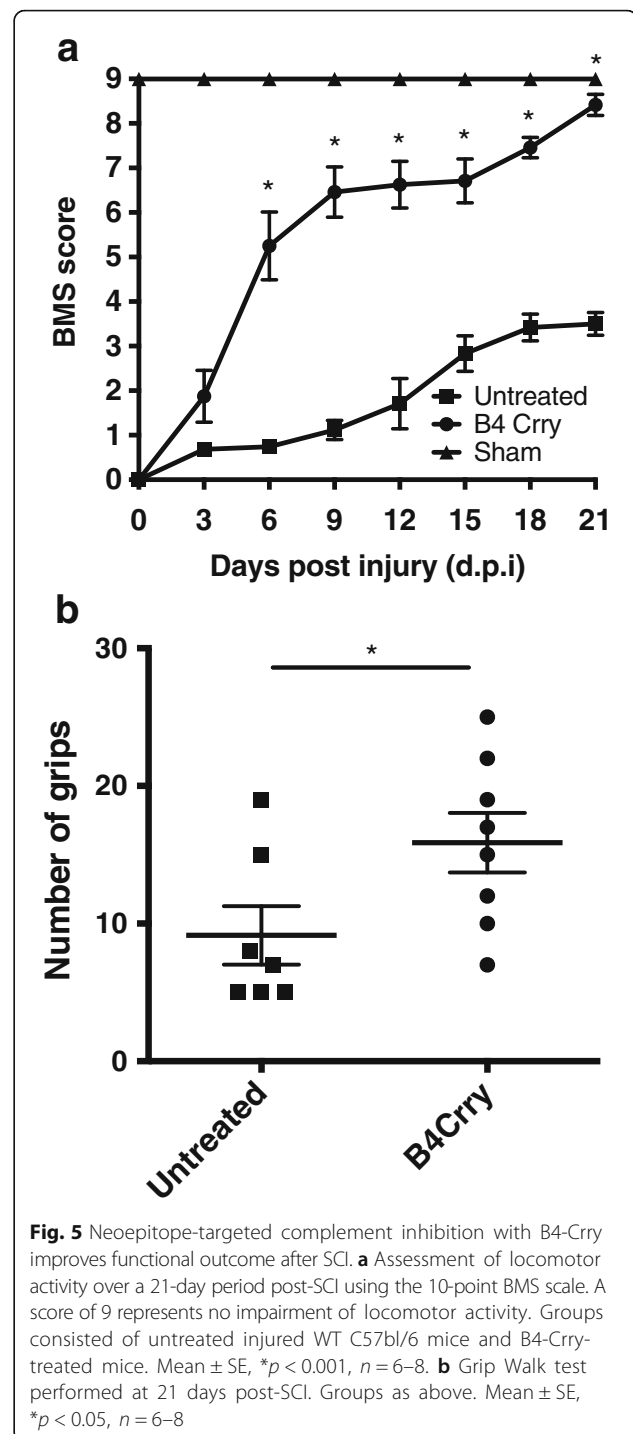 a
*
9
8
7
6
5
4
3
2
1
0
* * * * * *
BMS score
Untreated
B4 Crry
Sham
0 3 6 9 12 15 18 21
Days post injury (d.p.i)
b
30
20
10
0
*
Number of grips
Untreated
B4Crry
Fig. 5 Neoepitope-targeted complement inhibition with B4-Crry
improves functional outcome after SCI. a Assessment of locomotor
activity over a 21-day period post-SCI using the 10-point BMS scale. A
score of 9 represents no impairment of locomotor activity. Groups
consisted of untreated injured WT C57bl/6 mice and B4-Crry-
treated mice. Mean ± SE, *p < 0.001, n = 6–8. b Grip Walk test
performed at 21 days post-SCI. Groups as above. Mean ± SE,
*p < 0.05, n = 6–8